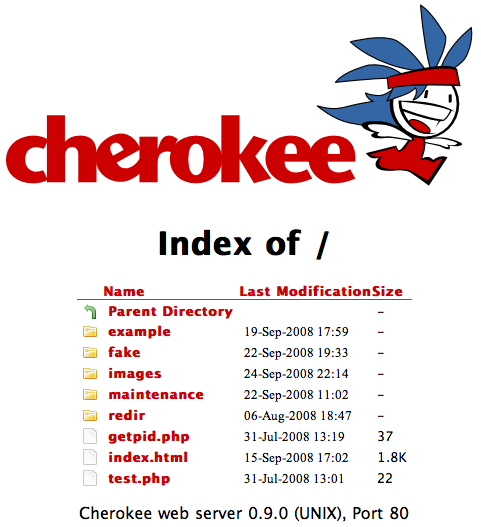 cherokee
Index of /
Name Last Modification Size
Parent Directory -
example 19-Sep-2008 17:59 -
fake 22-Sep-2008 19:33 -
images 24-Sep-2008 22:14 -
maintenance 22-Sep-2008 11:02 -
redir 06-Aug-2008 18:47 -
getpid.php 31-Jul-2008 13:19 37
index.html 15-Sep-2008 17:02 1.8K
test.php 31-Jul-2008 13:01 22
Cherokee web server 0.9.0 (UNIX), Port 80